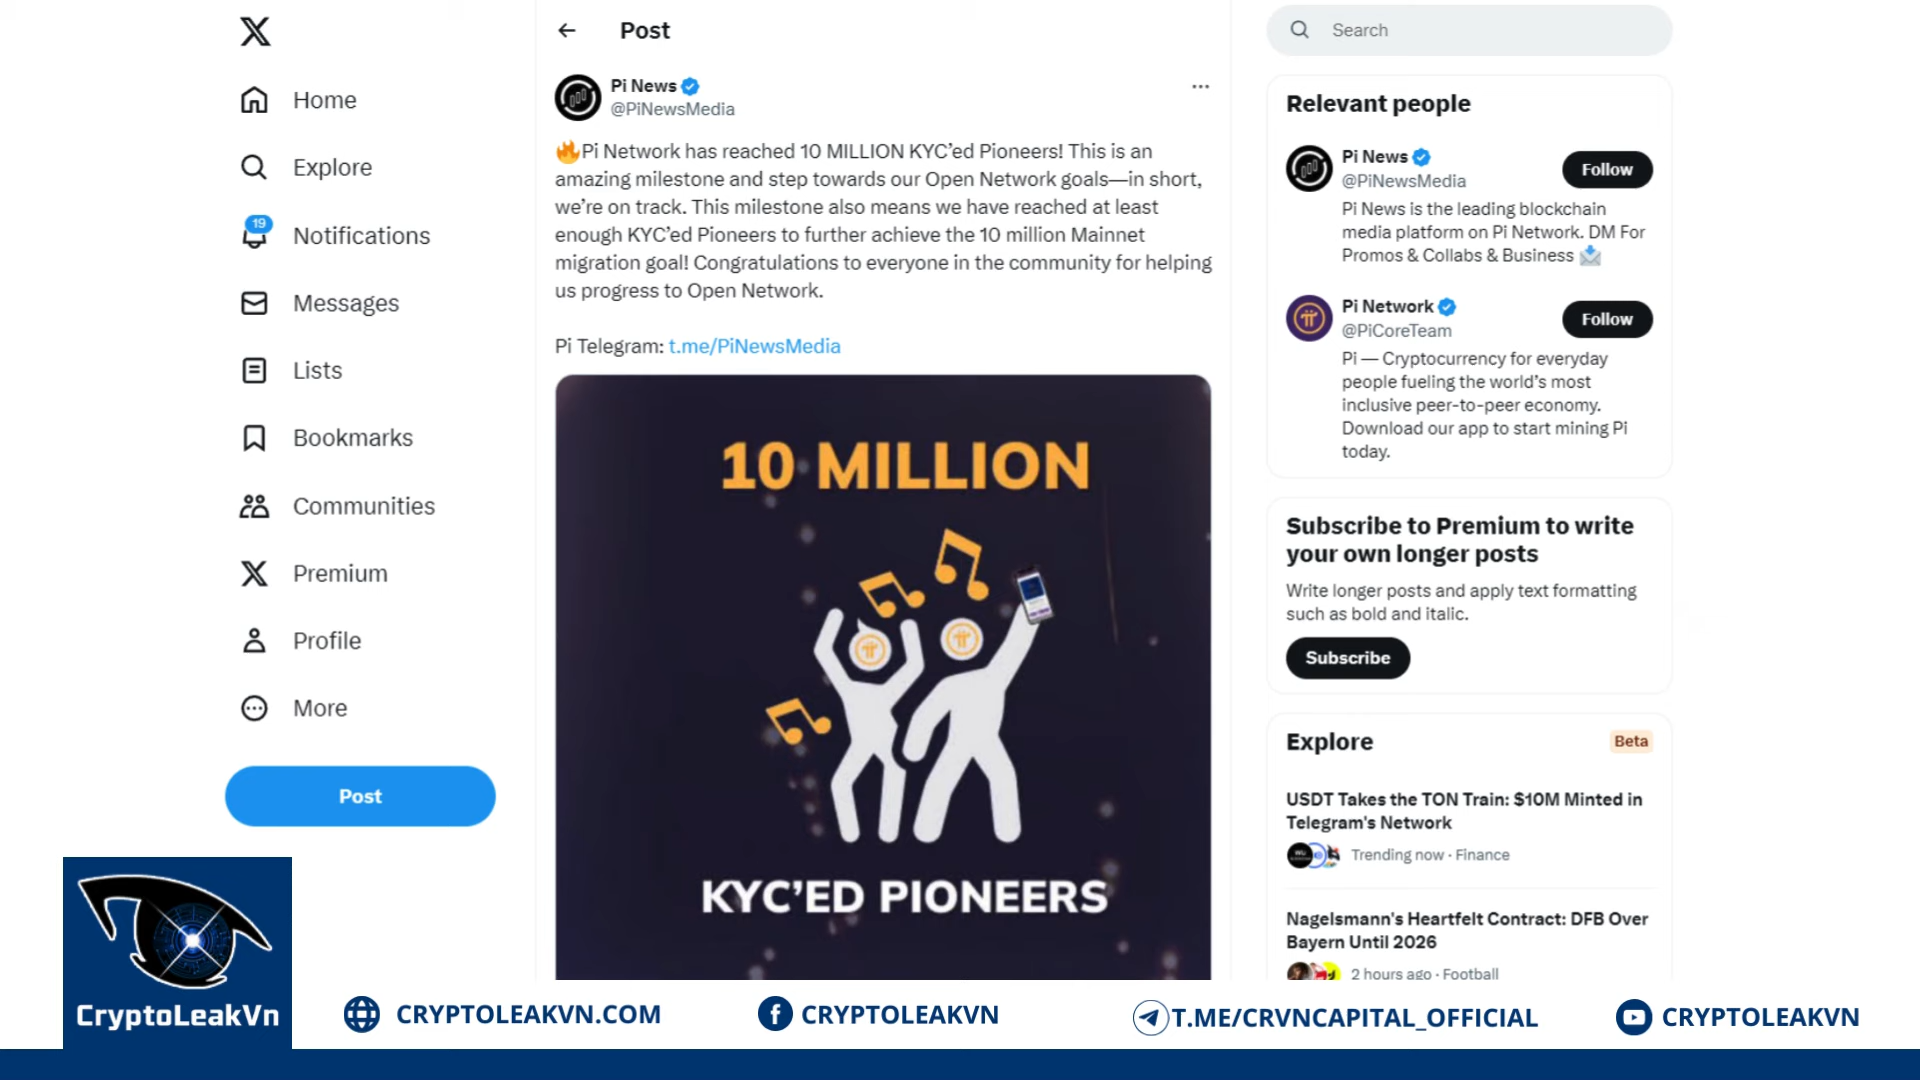 Home
Explore
19
Notifications
Messages
Lists
Bookmarks
Communities
Premium
Profile
More
Post
Post
Pi News
@PiNewsMedia
🔥Pi Network has reached 10 MILLION KYC’ed Pioneers! This is an
amazing milestone and step towards our Open Network goals—in short,
we’re on track. This milestone also means we have reached at least
enough KYC’ed Pioneers to further achieve the 10 million Mainnet
migration goal! Congratulations to everyone in the community for helping
us progress to Open Network.
Pi Telegram: t.me/PiNewsMedia
10 MILLION
KYC’ED PIONEERS
Search
Relevant people
Pi News
@PiNewsMedia
Follow
Pi News is the leading blockchain
media platform on Pi Network. DM For
Promos & Collabs & Business 📩
Pi Network
@PiCoreTeam
Follow
Pi — Cryptocurrency for everyday
people fueling the world’s most
inclusive peer-to-peer economy.
Download our app to start mining Pi
today.
Subscribe to Premium to write
your own longer posts
Write longer posts and apply text formatting
such as bold and italic.
Subscribe
Explore
Beta
USDT Takes the TON Train: $10M Minted in
Telegram's Network
Trending now · Finance
Nagelsmann's Heartfelt Contract: DFB Over
Bayern Until 2026
2 hours ago · Football
CryptoLeakVn
CRYPTOLEAKVN.COM
CRYPTOLEAKVN
T.ME/CRVNCAPITAL_OFFICIAL
CRYPTOLEAKVN